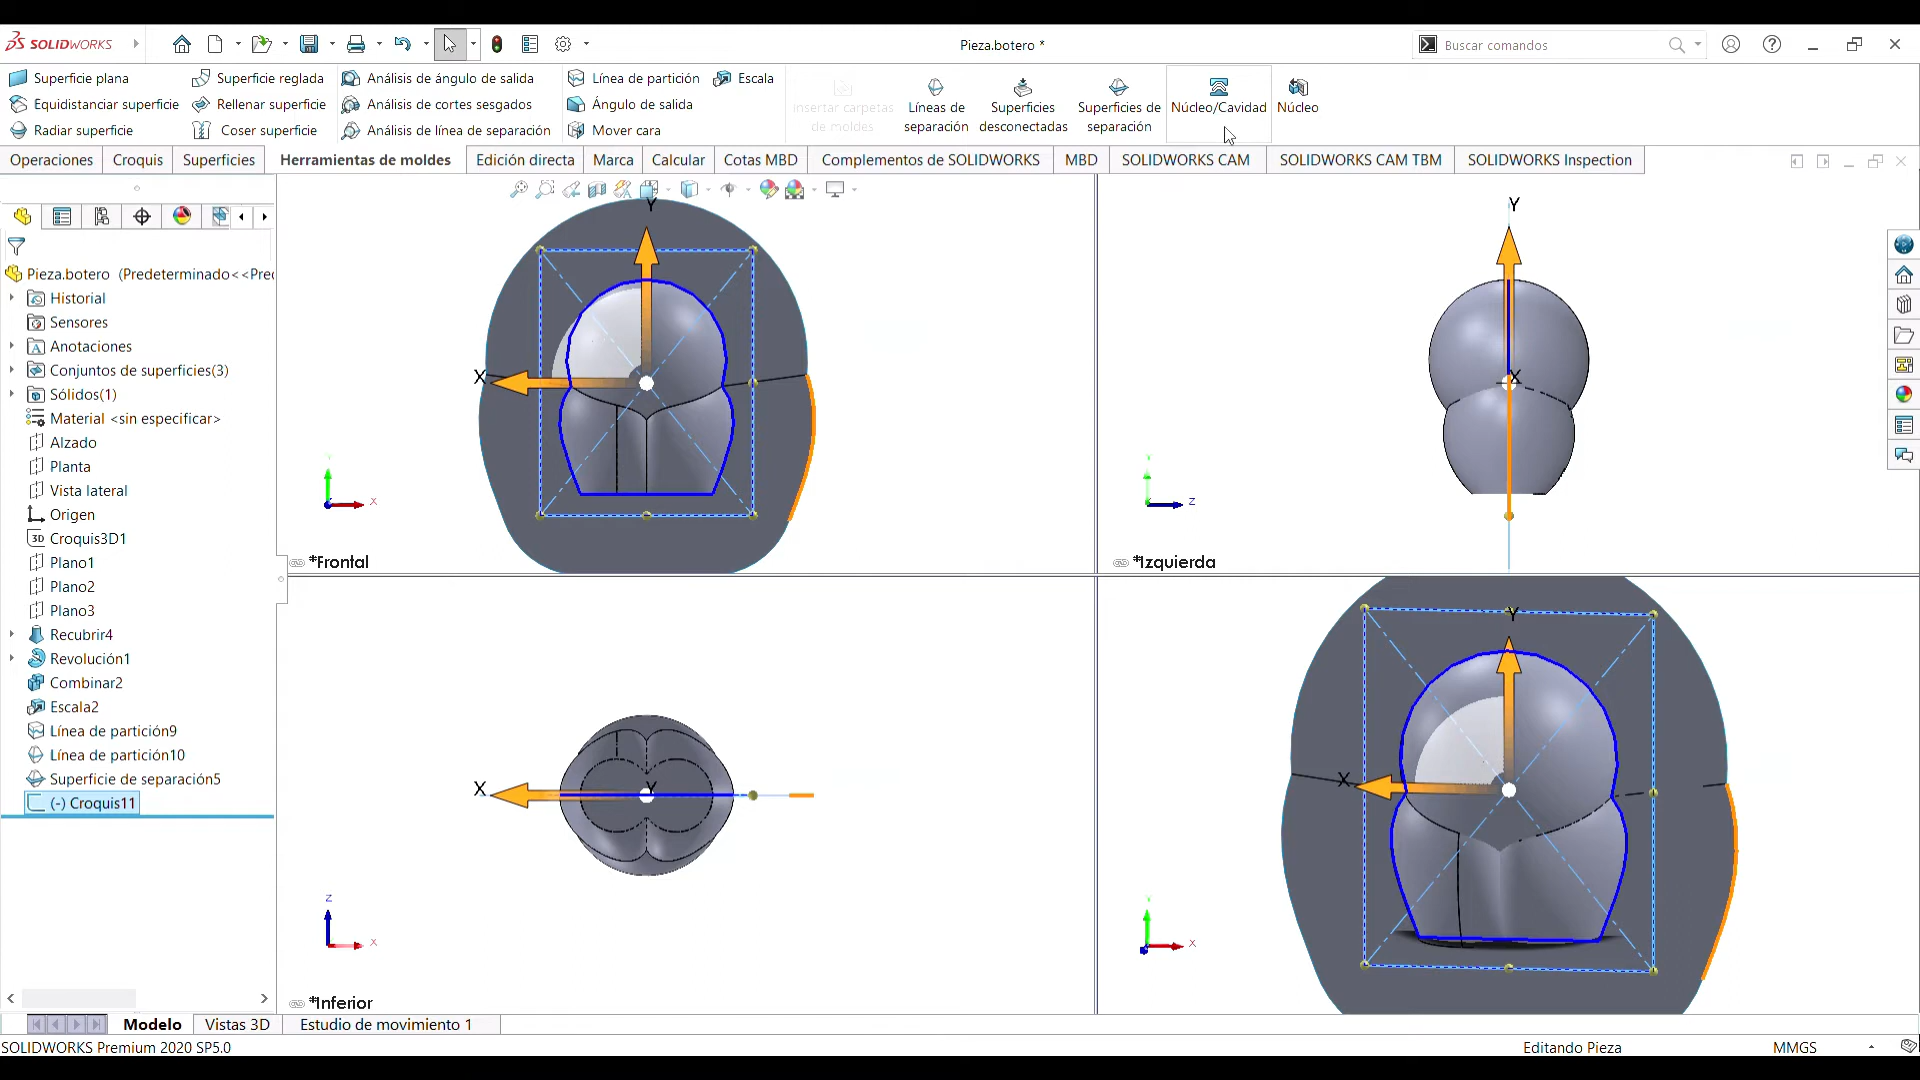 SOLIDWORKS
Pieza.botero *
Buscar comandos
Superficie plana
Superficie reglada
Análisis de ángulo de salida
Línea de partición
Escala
Equidistanciar superficie
Rellenar superficie
Análisis de cortes sesgados
Ángulo de salida
Radiar superficie
Coser superficie
Análisis de línea de separación
Mover cara
Insertar carpetas
de moldes
Líneas de
separación
Superficies
desconectadas
Superficies de
separación
Núcleo/Cavidad
Núcleo
Operaciones
Croquis
Superficies
Herramientas de moldes
Edición directa
Marca
Calcular
Cotas MBD
Complementos de SOLIDWORKS
MBD
SOLIDWORKS CAM
SOLIDWORKS CAM TBM
SOLIDWORKS Inspection
Pieza.botero (Predeterminado<<Pre
Historial
Sensores
Anotaciones
Conjuntos de superficies(3)
Sólidos(1)
Material <sin especificar>
Alzado
Planta
Vista lateral
Origen
3D Croquis3D1
Plano1
Plano2
Plano3
Recubrir4
Revolución1
Combinar2
Escala2
Línea de partición9
Línea de partición10
Superficie de separación5
(-) Croquis11
Y
X
X
*Frontal
Y
X
Z
*Izquierda
Y
X
Z
X
*Inferior
Y
X
X
Modelo
Vistas 3D
Estudio de movimiento 1
SOLIDWORKS Premium 2020 SP5.0
Editando Pieza
MMGS